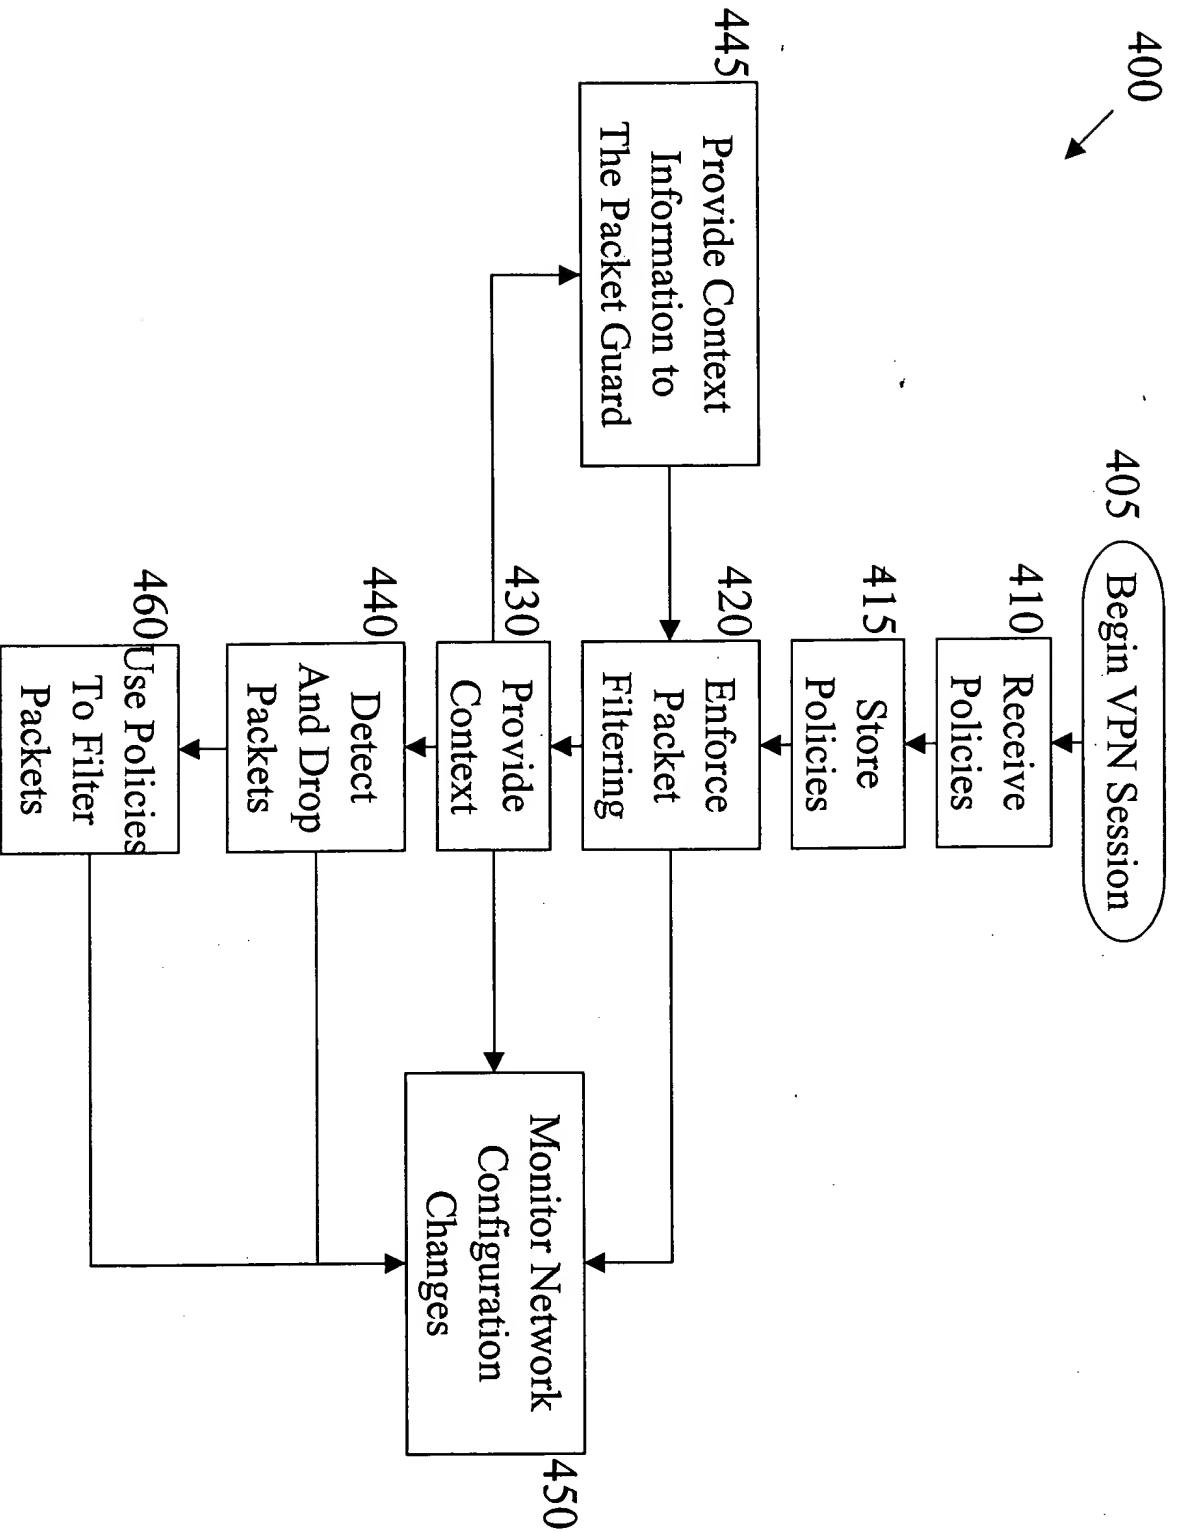 400
405
Begin VPN Session
410
Receive
Policies
415
Store
Policies
445
Provide Context
Information to
The Packet Guard
420
Enforce
Packet
Filtering
430
Provide
Context
440
Detect
And Drop
Packets
Monitor Network
Configuration
Changes
450
460
Use Policies
To Filter
Packets